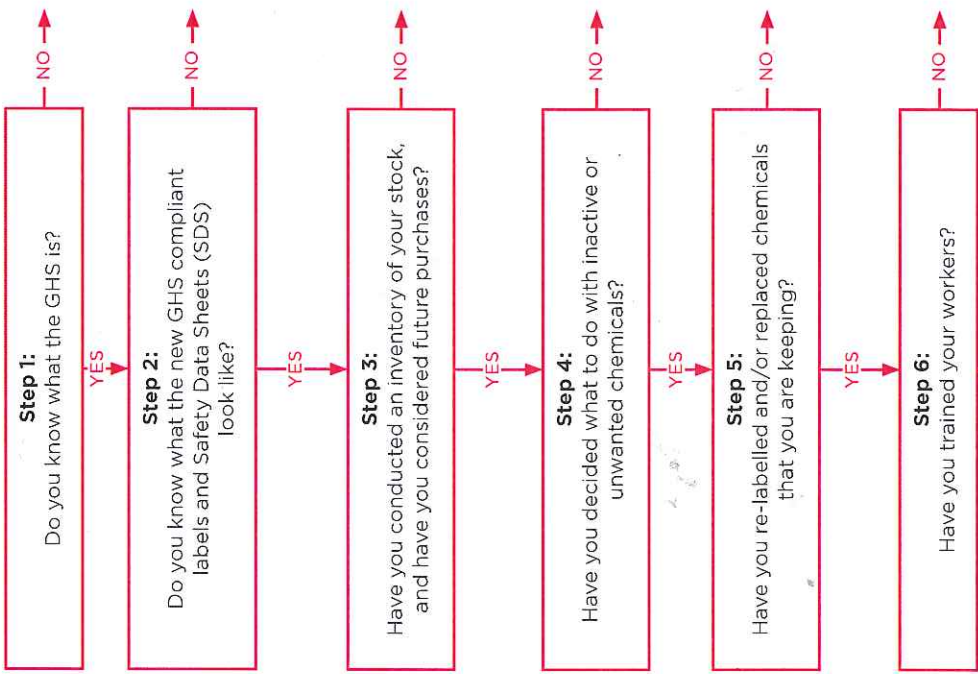 Step 1:
Do you know what the GHS is?
NO
YES
Step 2:
Do you know what the new GHS compliant
labels and Safety Data Sheets (SDS)
look like?
NO
YES
Step 3:
Have you conducted an inventory of your stock,
and have you considered future purchases?
NO
YES
Step 4:
Have you decided what to do with inactive or
unwanted chemicals?
NO
YES
Step 5:
Have you re-labelled and/or replaced chemicals
that you are keeping?
NO
YES
Step 6:
Have you trained your workers?
NO